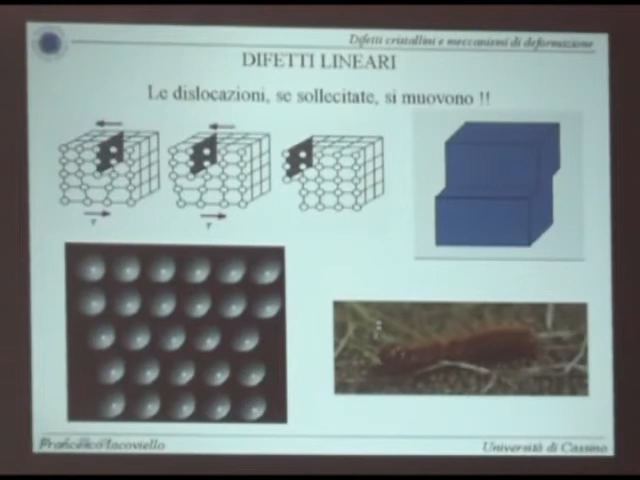 Difetti cristallini e meccanismi di deformazione
DIFETTI LINEARI
Le dislocazioni, se sollecitate, si muovono !!
τ
τ
Francesco Iacoviello
Università di Cassino